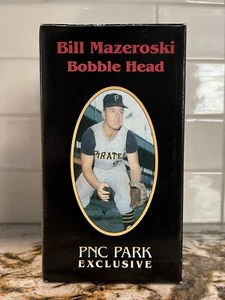 Bill Mazeroski
Bobble Head
P
PIRATES
PNC PARK
EXCLUSIVE